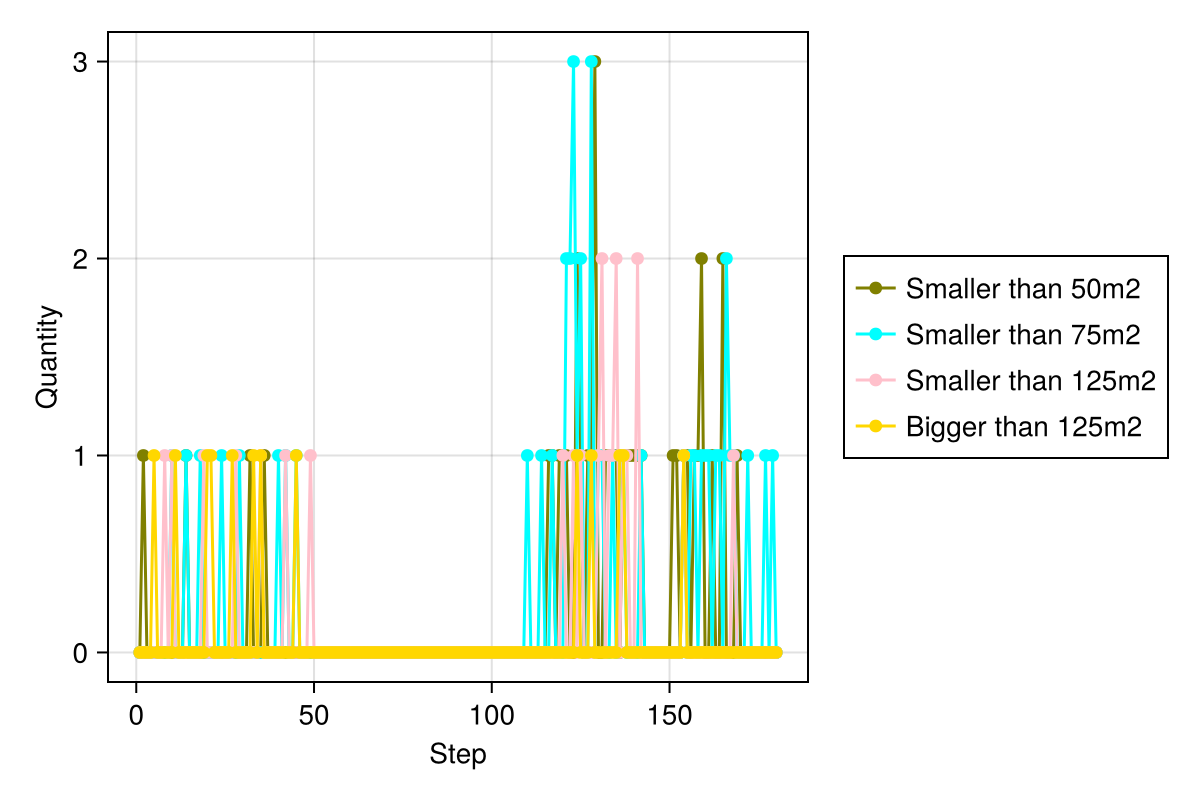 3
2
1
0
Quantity
0 50 100 150
Step
Smaller than 50m2
Smaller than 75m2
Smaller than 125m2
Bigger than 125m2